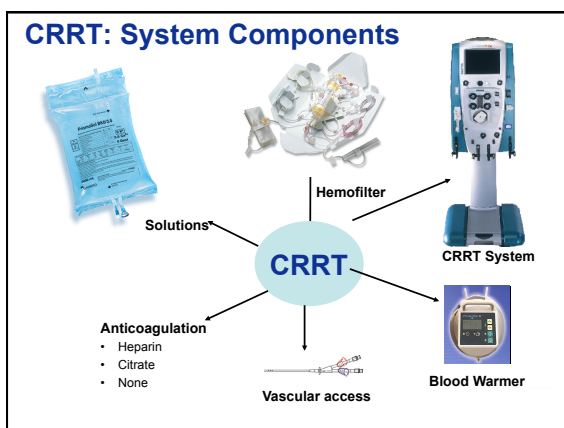 CRRT: System Components
Hemofilter
Solutions
CRRT
CRRT System
Anticoagulation
• Heparin
• Citrate
• None
Vascular access
Blood Warmer